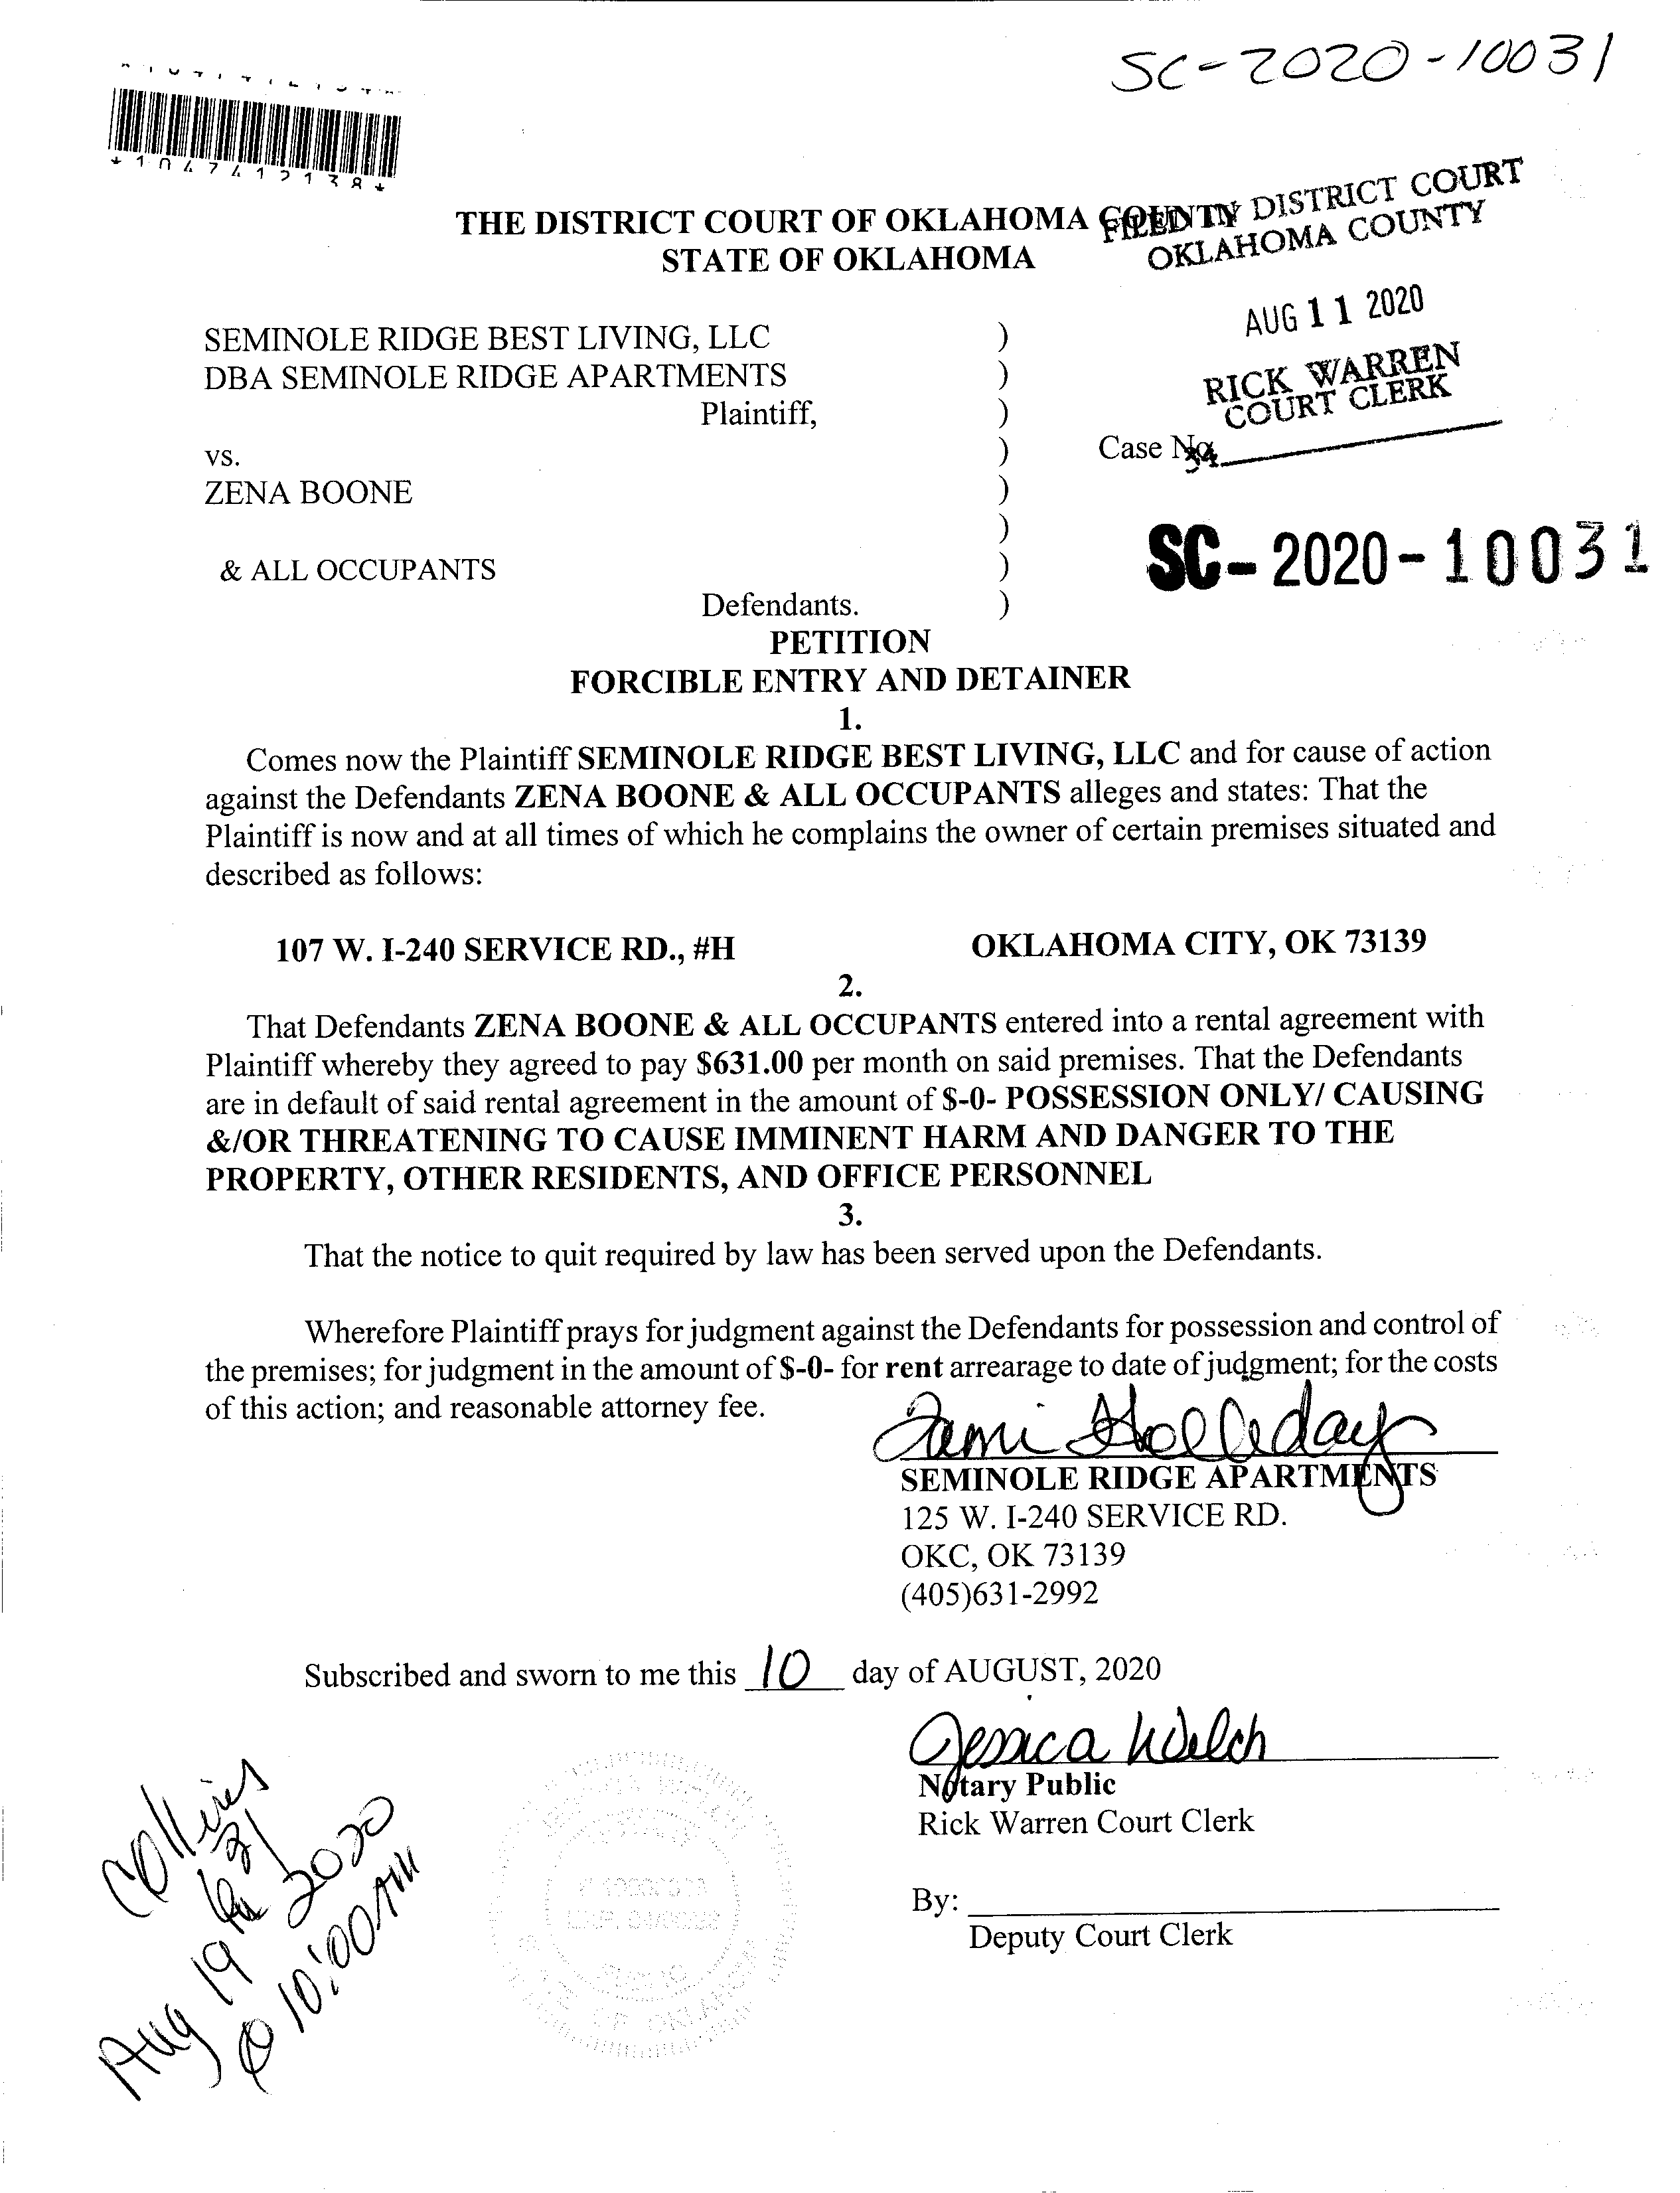 SC-2020-10031
*1047412138*
THE DISTRICT COURT OF OKLAHOMA COUNTY
STATE OF OKLAHOMA
FILED IN DISTRICT COURT
OKLAHOMA COUNTY
AUG 11 2020
RICK WARREN
COURT CLERK
SEMINOLE RIDGE BEST LIVING, LLC )
DBA SEMINOLE RIDGE APARTMENTS )
Plaintiff, )
vs. ) Case No.
ZENA BOONE )
)
& ALL OCCUPANTS ) SC-2020-10031
Defendants. )
PETITION
FORCIBLE ENTRY AND DETAINER
1.
Comes now the Plaintiff SEMINOLE RIDGE BEST LIVING, LLC and for cause of action
against the Defendants ZENA BOONE & ALL OCCUPANTS alleges and states: That the
Plaintiff is now and at all times of which he complains the owner of certain premises situated and
described as follows:
107 W. I-240 SERVICE RD., #H OKLAHOMA CITY, OK 73139
2.
That Defendants ZENA BOONE & ALL OCCUPANTS entered into a rental agreement with
Plaintiff whereby they agreed to pay $631.00 per month on said premises. That the Defendants
are in default of said rental agreement in the amount of $-0- POSSESSION ONLY/ CAUSING
&/OR THREATENING TO CAUSE IMMINENT HARM AND DANGER TO THE
PROPERTY, OTHER RESIDENTS, AND OFFICE PERSONNEL
3.
That the notice to quit required by law has been served upon the Defendants.
Wherefore Plaintiff prays for judgment against the Defendants for possession and control of
the premises; for judgment in the amount of $-0- for rent arrearage to date of judgment; for the costs
of this action; and reasonable attorney fee.
Tami Holleday
SEMINOLE RIDGE APARTMENTS
125 W. I-240 SERVICE RD.
OKC, OK 73139
(405)631-2992
Subscribed and sworn to me this 10 day of AUGUST, 2020
Jessica Welch
Notary Public
Rick Warren Court Clerk
By:
Deputy Court Clerk
Collins
Aug 19 2020
@ 10:00AM
OF OKLAHOMA